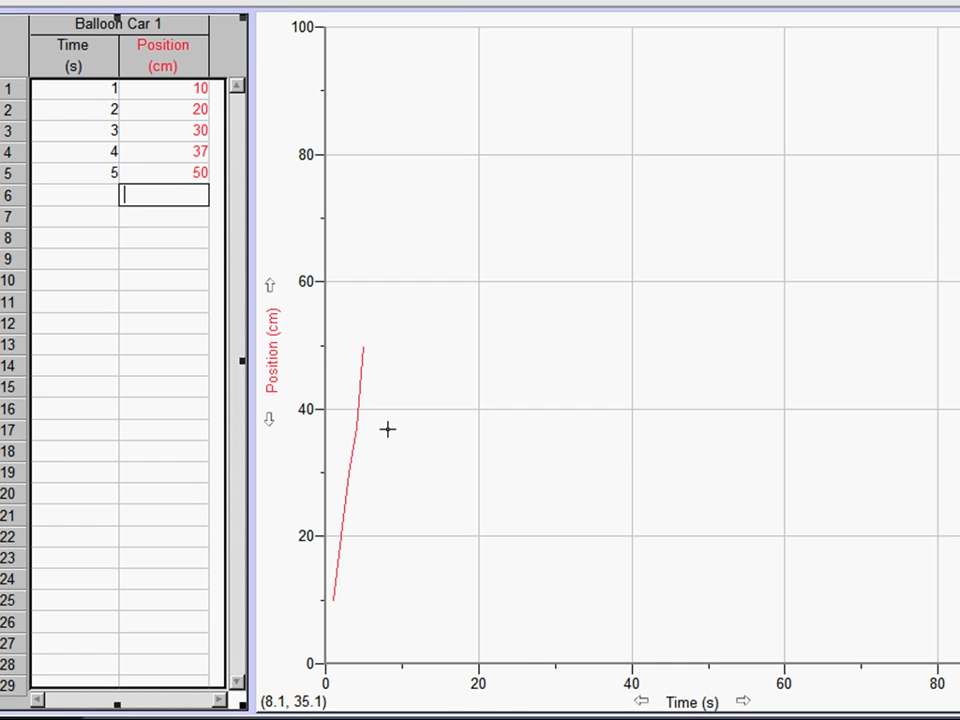 Balloon Car 1
Time Position
(s) (cm)
1 1 10
2 2 20
3 3 30
4 4 37
5 5 50
6
7
8
9
10
11
12
13
14
15
16
17
18
19
20
21
22
23
24
25
26
27
28
29
100
80
60
40
20
0
Position (cm)
0 20 40 60 80
(8.1, 35.1)
Time (s)